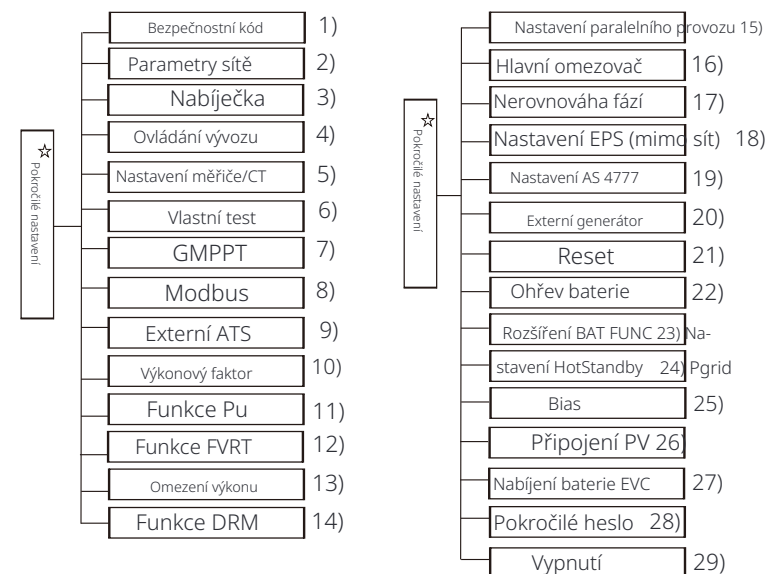 ☆ Pokročilé nastavení
Bezpečnostní kód 1)
Parametry sítě 2)
Nabíječka 3)
Ovládání vývozu 4)
Nastavení měřiče/CT 5)
Vlastní test 6)
GMPPT 7)
Modbus 8)
Externí ATS 9)
Výkonový faktor 10)
Funkce Pu 11)
Funkce FVRT 12)
Omezení výkonu 13)
Funkce DRM 14)
☆ Pokročilé nastavení
Nastavení paralelního provozu 15)
Hlavní omezovač 16)
Nerovnováha fází 17)
Nastavení EPS (mimo sít) 18)
Nastavení AS 4777 19)
Externí generátor 20)
Reset 21)
Ohřev baterie 22)
Rozšíření BAT FUNC 23) Na-
stavení HotStandby 24) Pgrid
Bias 25)
Připojení PV 26)
Nabíjení baterie EVC 27)
Pokročilé heslo 28)
Vypnutí 29)